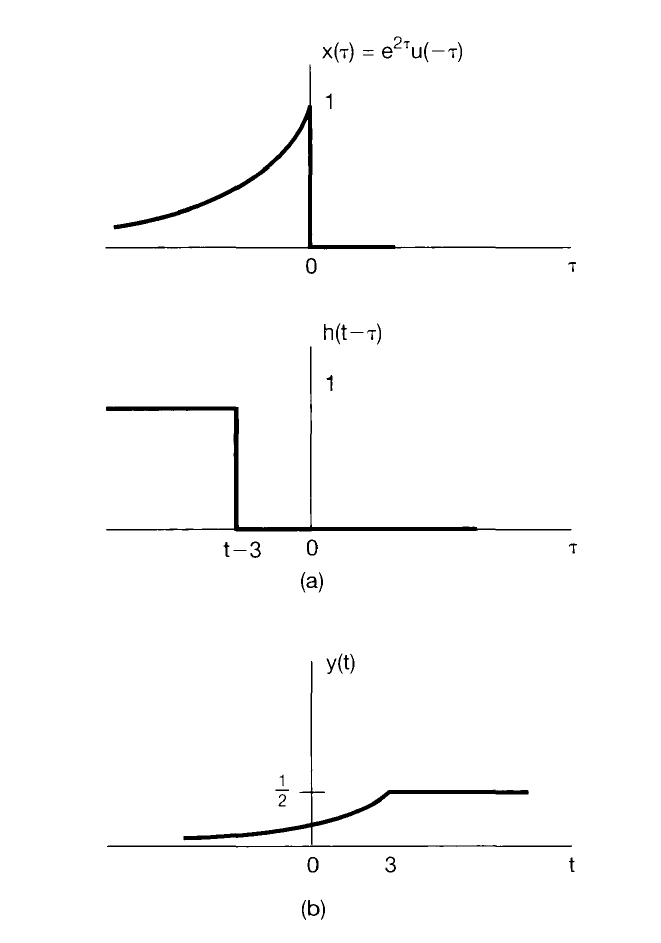 x(τ) = e^{2τ}u(−τ)
1
0 τ
h(t−τ)
1
t−3 0 τ
(a)
y(t)
1/2
0 3 t
(b)